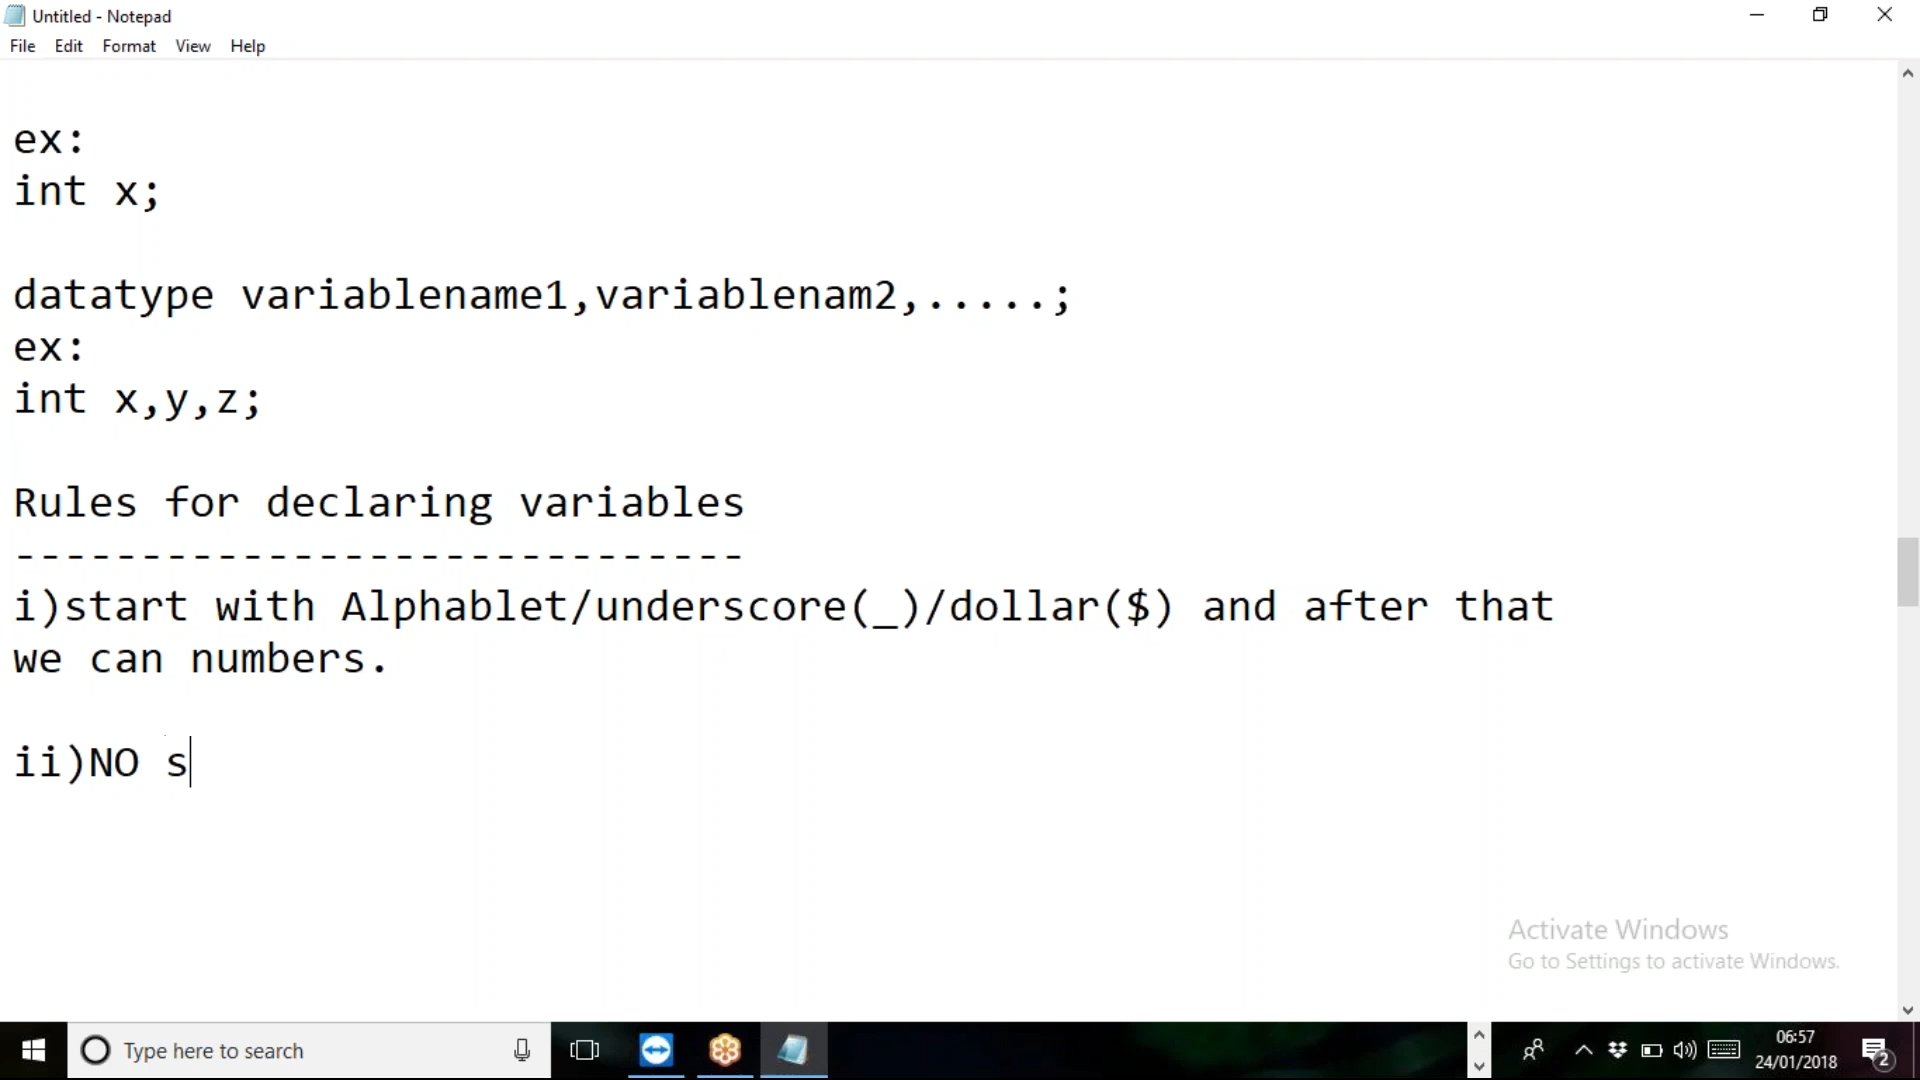 Untitled - Notepad
File Edit Format View Help
ex:
int x;
datatype variablename1,variablenam2,.....;
ex:
int x,y,z;
Rules for declaring variables
-----------------------------
i)start with Alphablet/underscore(_)/dollar($) and after that
we can numbers.
ii)NO s
Activate Windows
Go to Settings to activate Windows.
Type here to search
06:57
24/01/2018
2